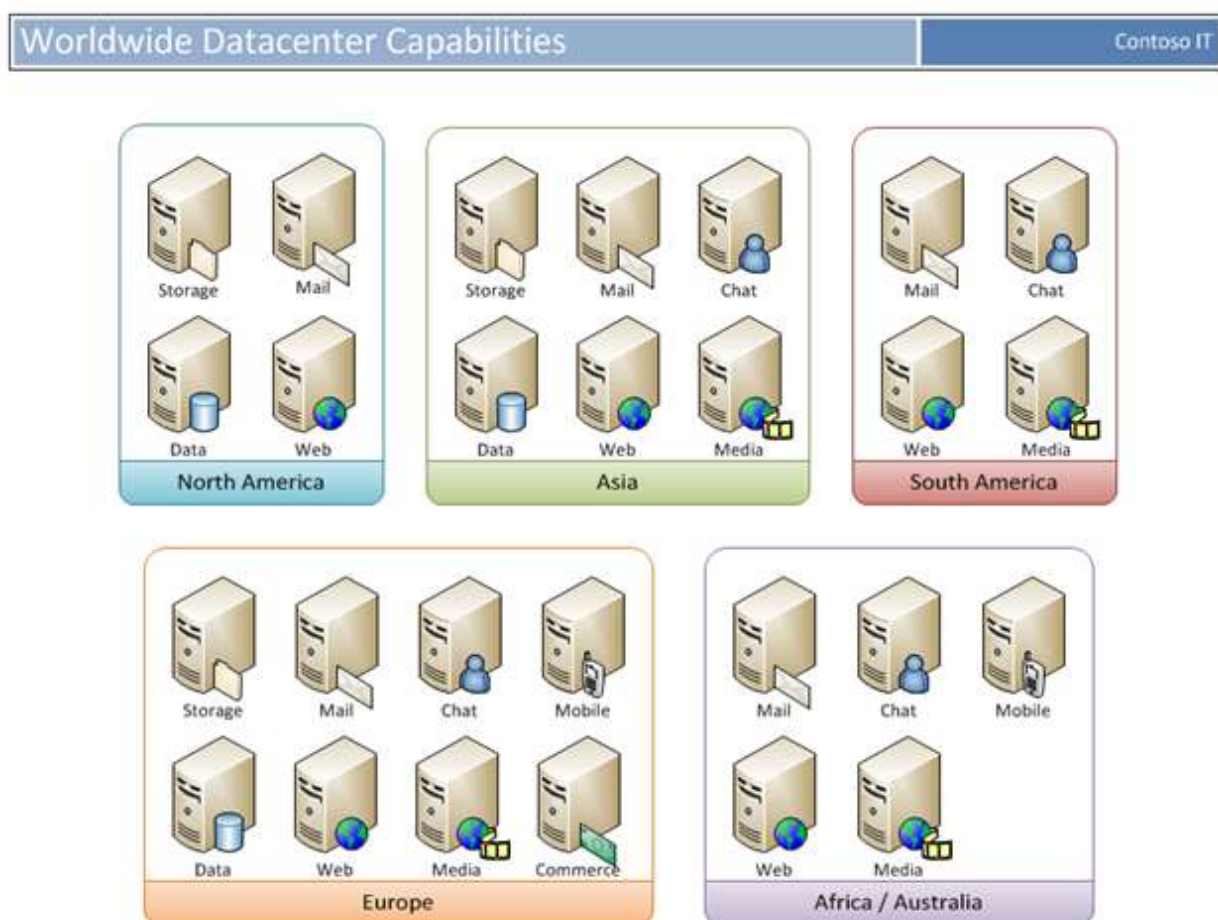 Worldwide Datacenter Capabilities
Contoso IT
Storage Mail
Data Web
North America
Storage Mail Chat
Data Web Media
Asia
Mail Chat
Web Media
South America
Storage Mail Chat Mobile
Data Web Media Commerce
Europe
Mail Chat Mobile
Web Media
Africa / Australia